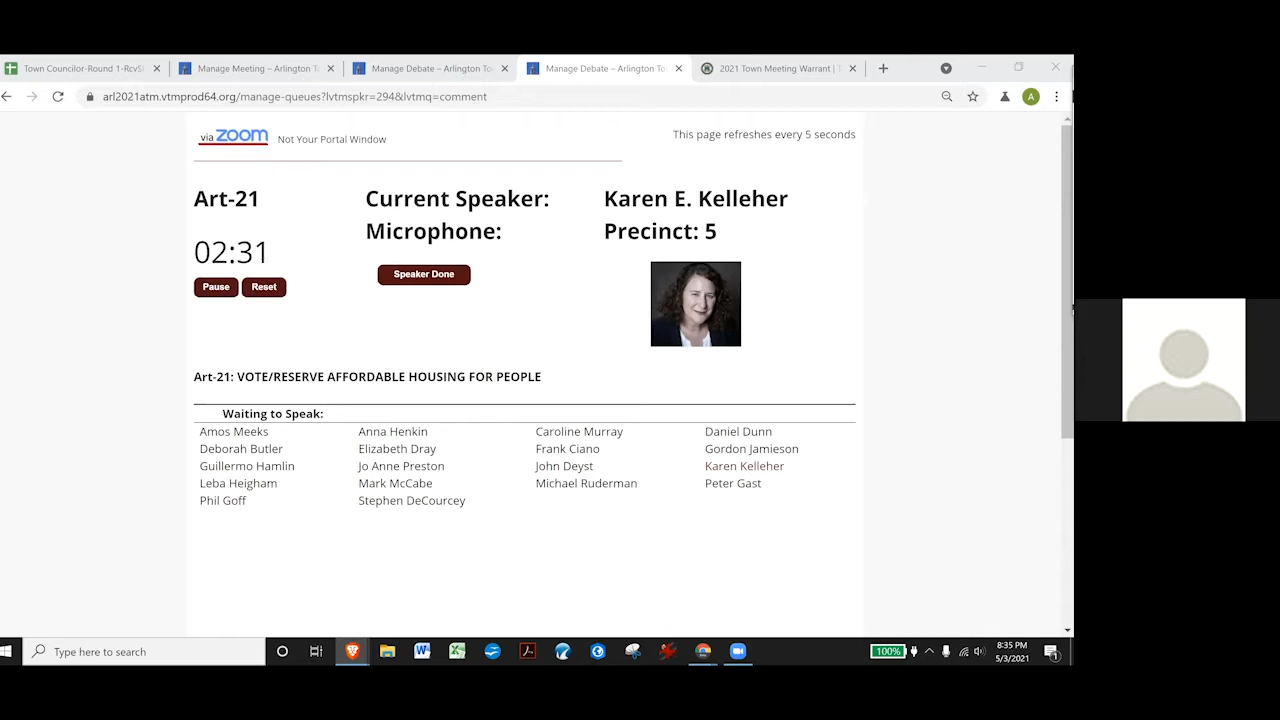 Town Councilor-Round 1-RcvS
Manage Meeting – Arlington T
Manage Debate – Arlington To
Manage Debate – Arlington To
2021 Town Meeting Warrant | T
arl2021atm.vtmprod64.org/manage-queues?lvtmspkr=294&lvtmq=comment
A
via zoom Not Your Portal Window
This page refreshes every 5 seconds
Art-21 Current Speaker: Karen E. Kelleher
Microphone: Precinct: 5
02:31
Speaker Done
Pause Reset
Art-21: VOTE/RESERVE AFFORDABLE HOUSING FOR PEOPLE
Waiting to Speak:
Amos Meeks Anna Henkin Caroline Murray Daniel Dunn
Deborah Butler Elizabeth Dray Frank Ciano Gordon Jamieson
Guillermo Hamlin Jo Anne Preston John Deyst Karen Kelleher
Leba Heigham Mark McCabe Michael Ruderman Peter Gast
Phil Goff Stephen DeCourcey
Type here to search
100%
8:35 PM
5/3/2021
1